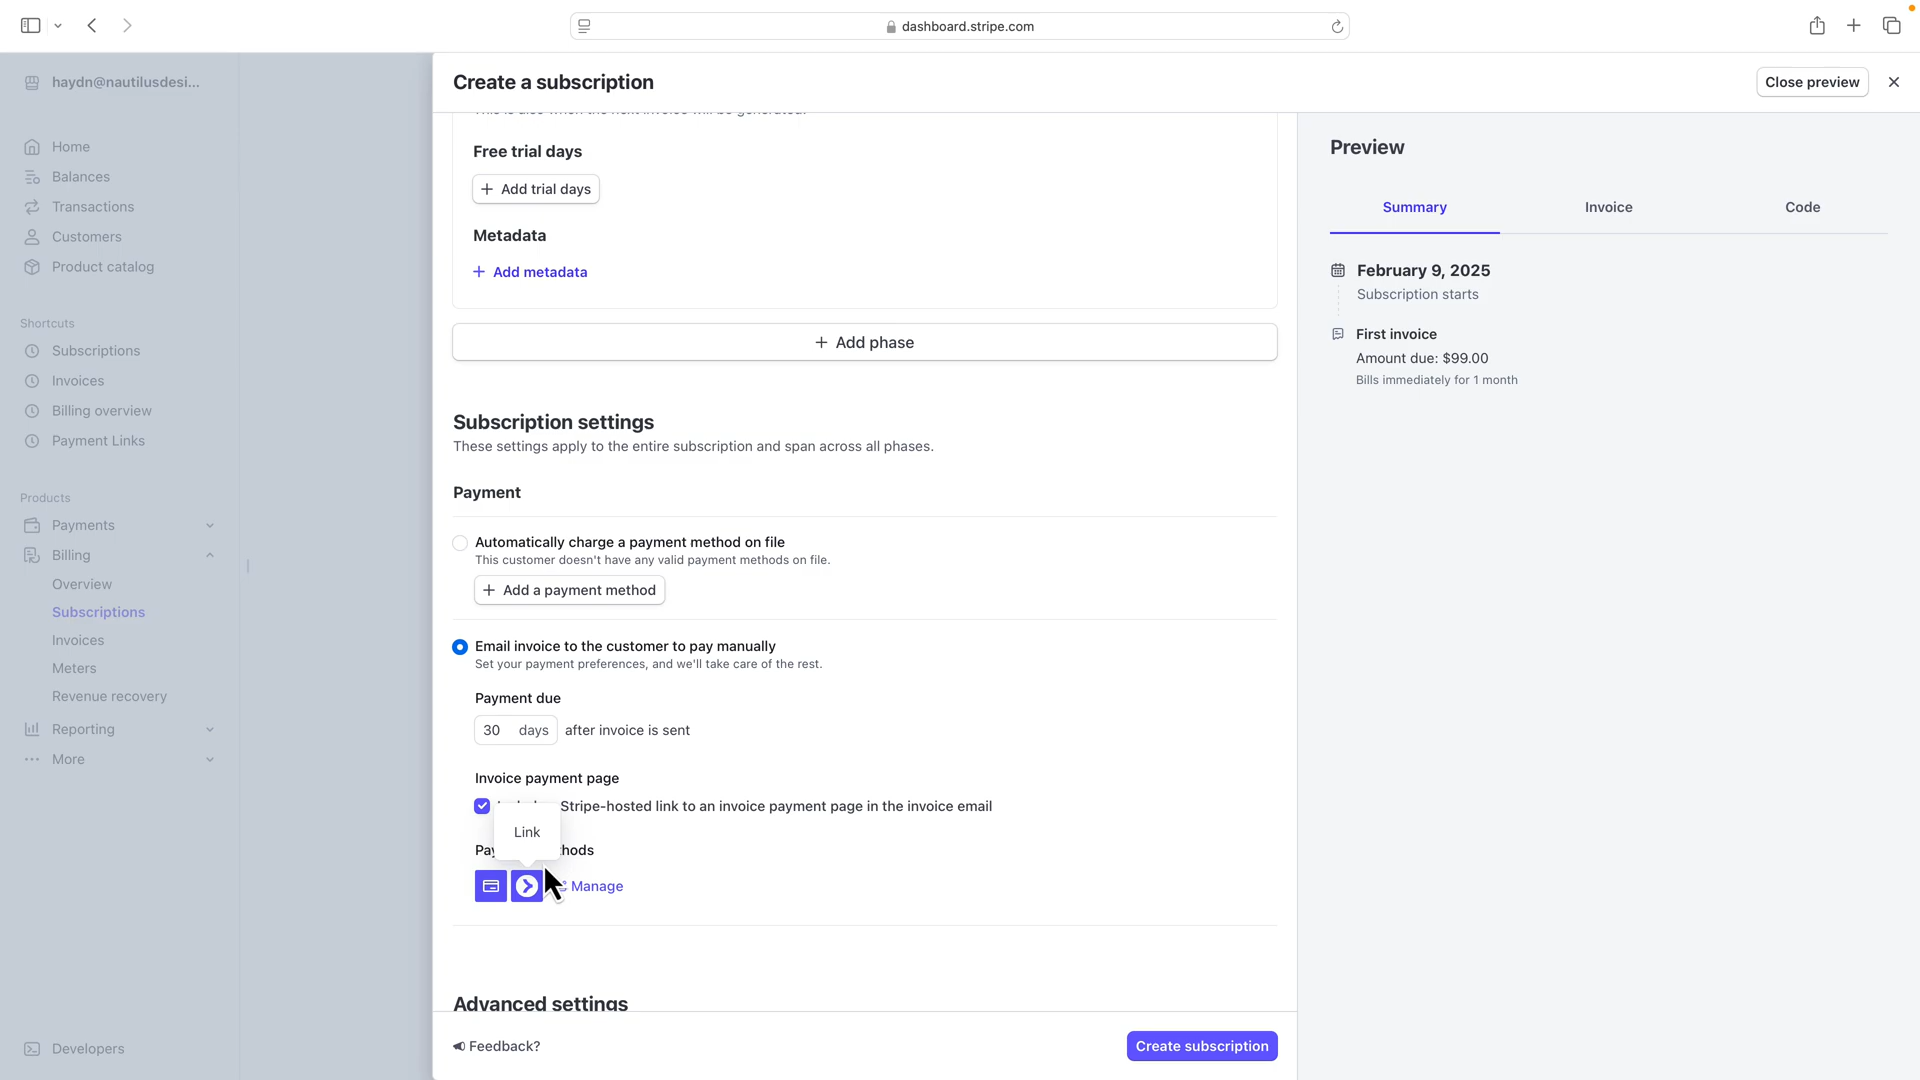 dashboard.stripe.com
haydn@nautilusdesi...
Home
Balances
Transactions
Customers
Product catalog
Shortcuts
Subscriptions
Invoices
Billing overview
Payment Links
Products
Payments
Billing
Overview
Subscriptions
Invoices
Meters
Revenue recovery
Reporting
More
Developers
Create a subscription
Close preview
Free trial days
Add trial days
Metadata
Add metadata
Add phase
Subscription settings
These settings apply to the entire subscription and span across all phases.
Payment
Automatically charge a payment method on file
This customer doesn't have any valid payment methods on file.
Add a payment method
Email invoice to the customer to pay manually
Set your payment preferences, and we'll take care of the rest.
Payment due
30 days after invoice is sent
Invoice payment page
Stripe-hosted link to an invoice payment page in the invoice email
Link
Manage
Advanced settings
Feedback?
Create subscription
Preview
Summary
Invoice
Code
February 9, 2025
Subscription starts
First invoice
Amount due: $99.00
Bills immediately for 1 month